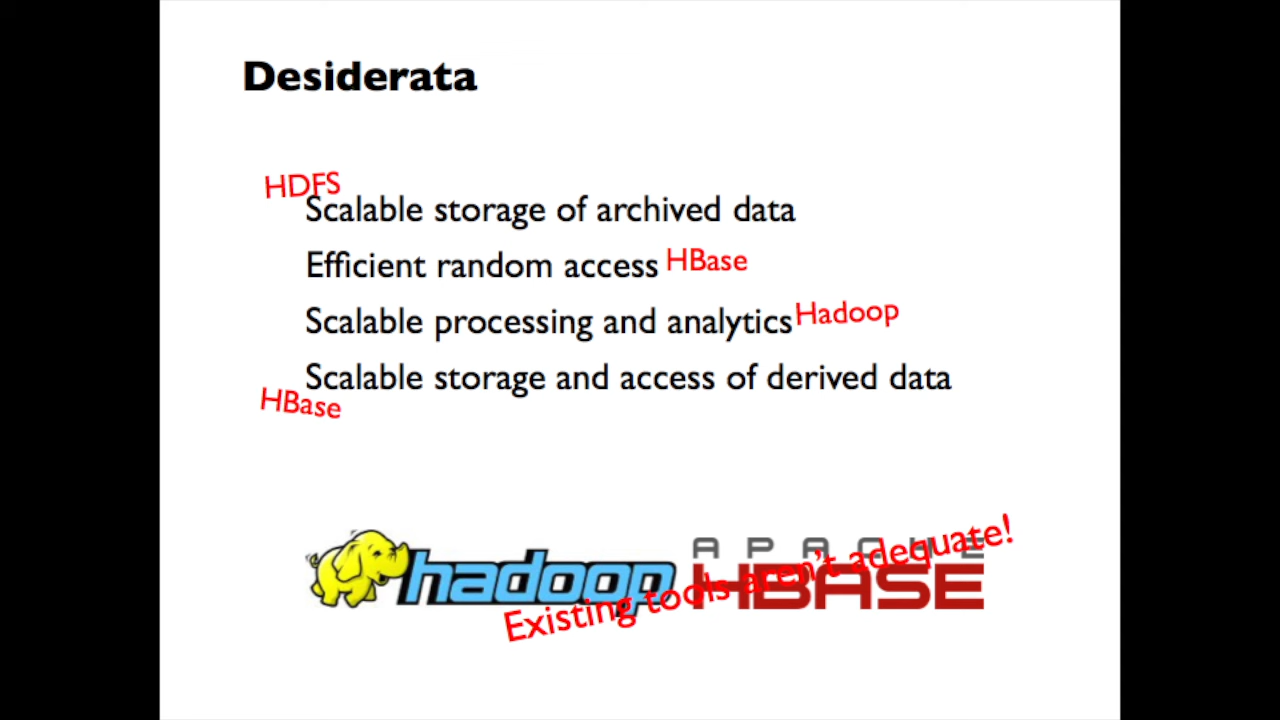 Desiderata
HDFS
Scalable storage of archived data
Efficient random access HBase
Scalable processing and analytics Hadoop
Scalable storage and access of derived data
HBase
hadoop
APACHE
HBASE
Existing tools aren't adequate!